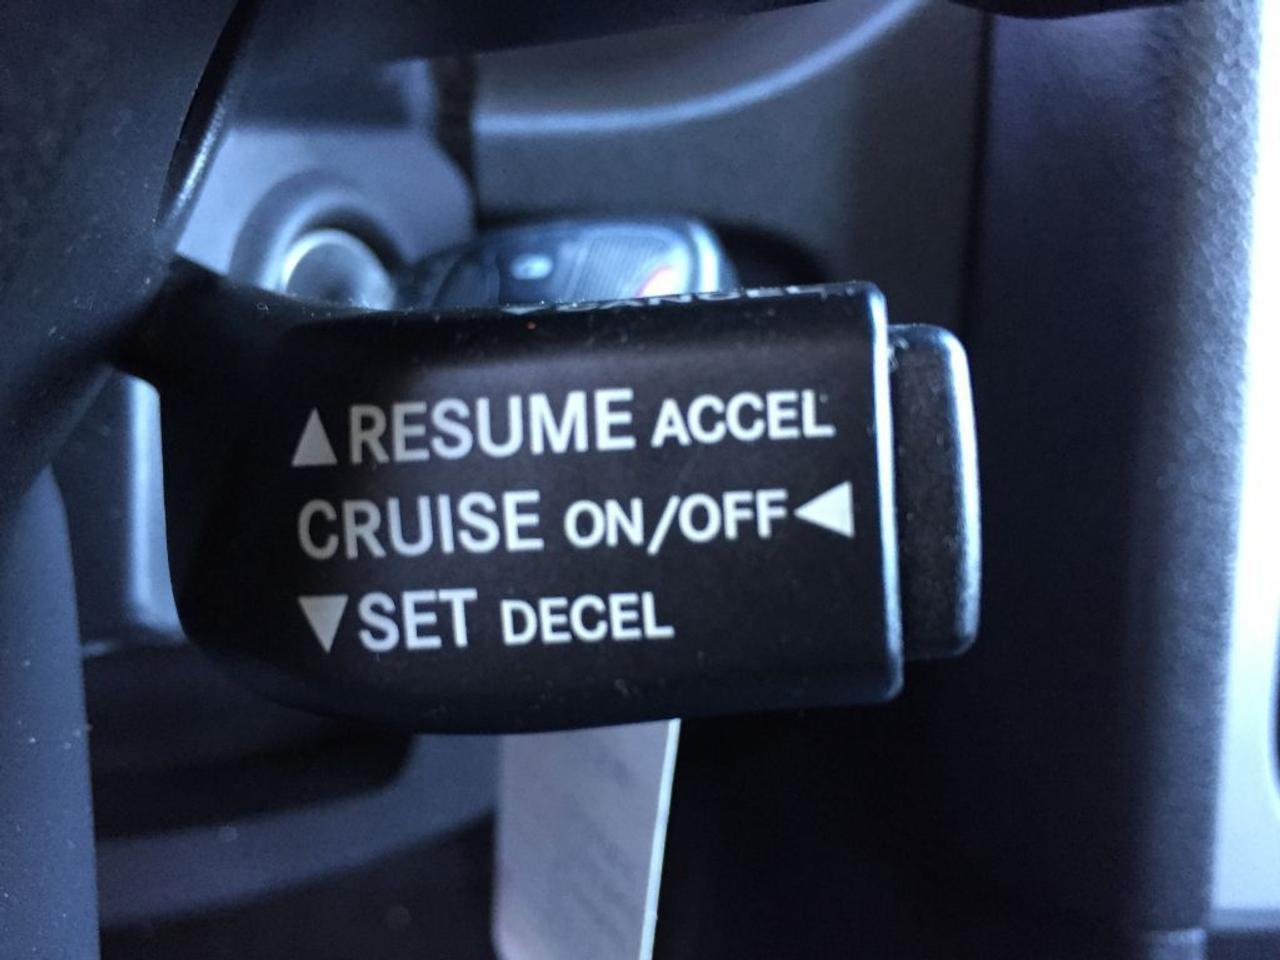 ▲RESUME ACCEL
CRUISE ON/OFF◀
▼SET DECEL